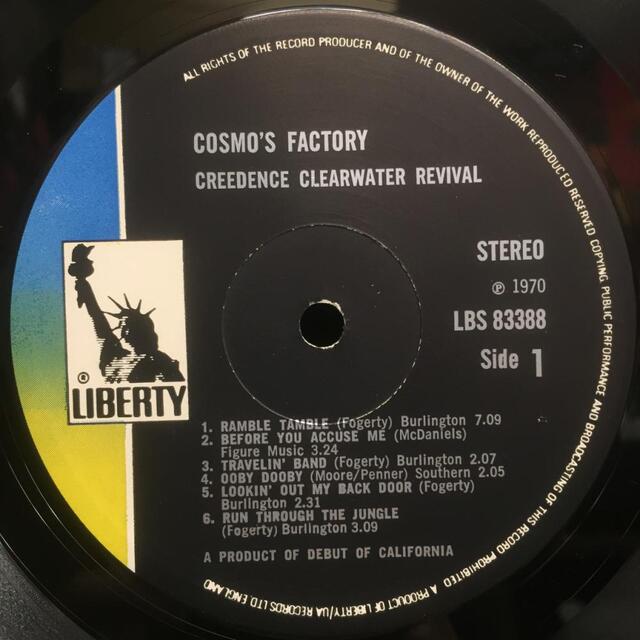 ALL RIGHTS OF THE RECORD PRODUCER AND OF THE OWNER OF THE WORK REPRODUCED RESERVED COPYING, PUBLIC PERFORMANCE AND BROADCASTING OF THIS RECORD PROHIBITED A PRODUCT OF LIBERTY/UA RECORDS LTD ENGLAND
COSMO'S FACTORY
CREEDENCE CLEARWATER REVIVAL
STEREO
℗ 1970
LBS 83388
Side 1
® LIBERTY
1. RAMBLE TAMBLE (Fogerty) Burlington 7.09
2. BEFORE YOU ACCUSE ME (McDaniels)
Figure Music 3.24
3. TRAVELIN' BAND (Fogerty) Burlington 2.07
4. OOBY DOOBY (Moore/Penner) Southern 2.05
5. LOOKIN' OUT MY BACK DOOR (Fogerty)
Burlington 2.31
6. RUN THROUGH THE JUNGLE
(Fogerty) Burlington 3.09
A PRODUCT OF DEBUT OF CALIFORNIA